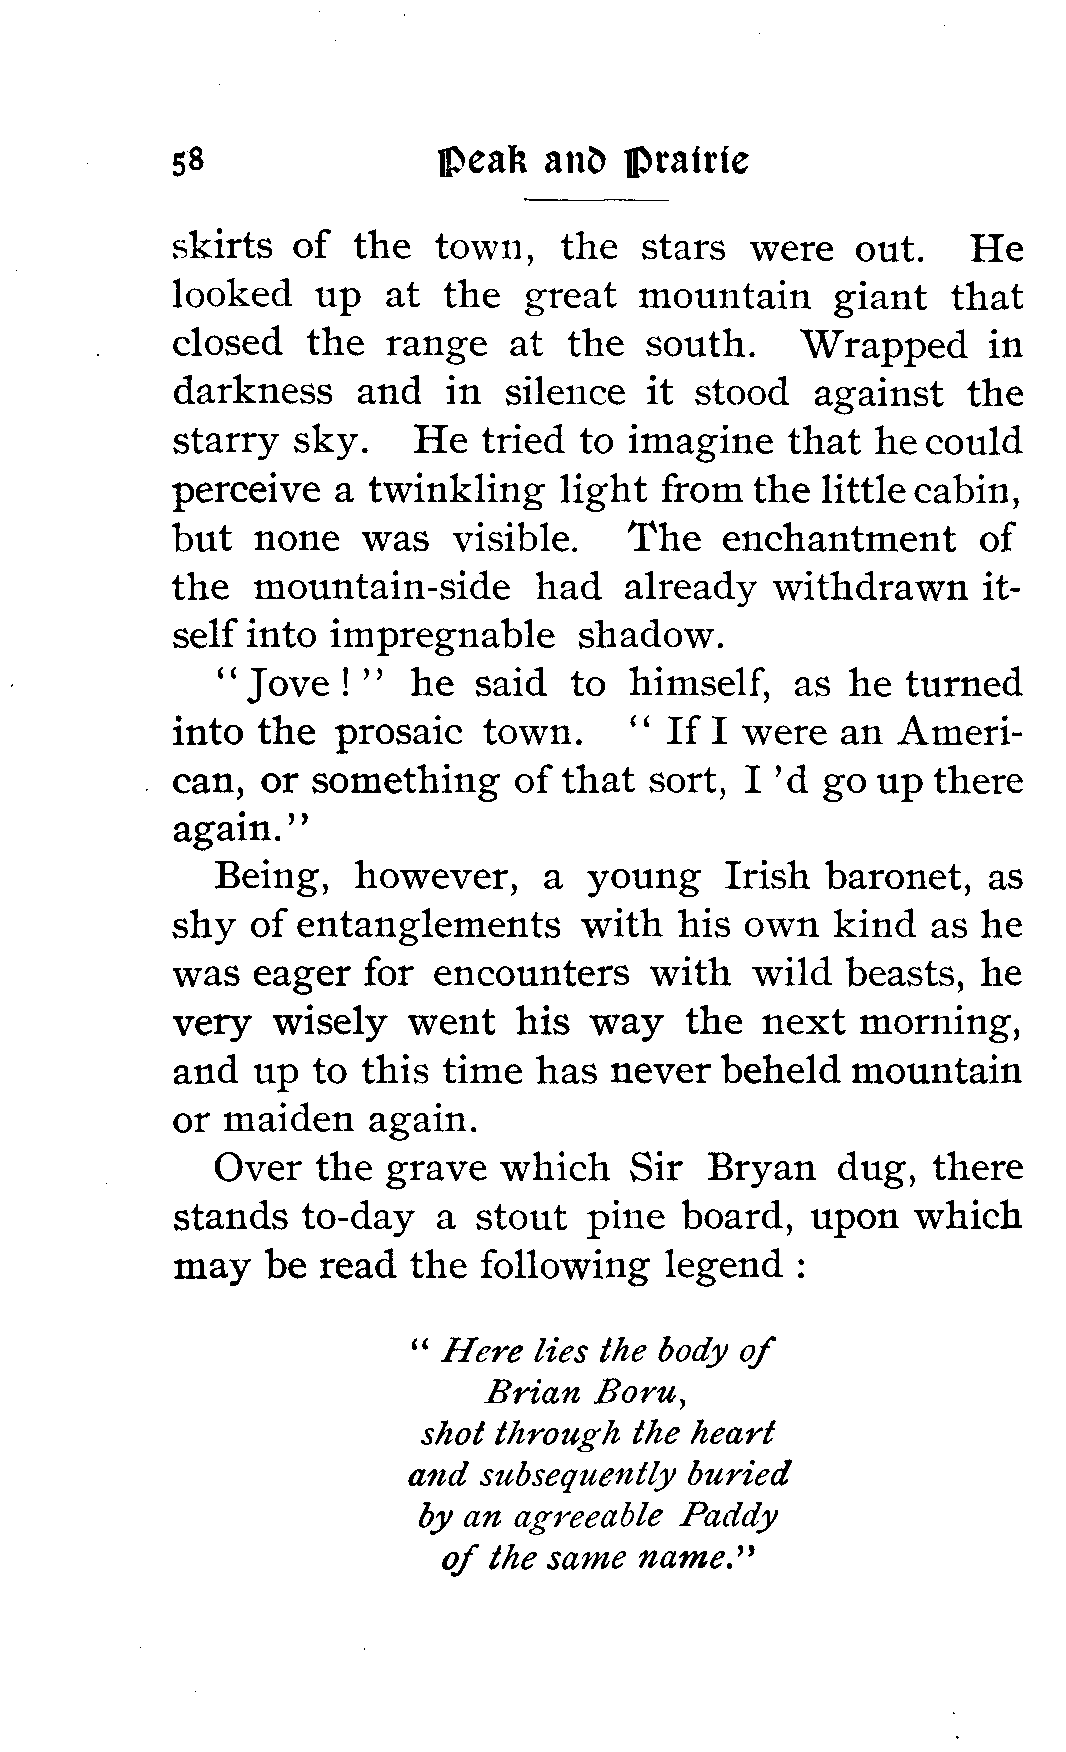 58 Peak and Prairie
skirts of the town, the stars were out. He
looked up at the great mountain giant that
closed the range at the south. Wrapped in
darkness and in silence it stood against the
starry sky. He tried to imagine that he could
perceive a twinkling light from the little cabin,
but none was visible. The enchantment of
the mountain-side had already withdrawn it-
self into impregnable shadow.
"Jove!" he said to himself, as he turned
into the prosaic town. "If I were an Ameri-
can, or something of that sort, I 'd go up there
again."
Being, however, a young Irish baronet, as
shy of entanglements with his own kind as he
was eager for encounters with wild beasts, he
very wisely went his way the next morning,
and up to this time has never beheld mountain
or maiden again.
Over the grave which Sir Bryan dug, there
stands to-day a stout pine board, upon which
may be read the following legend :
"Here lies the body of
Brian Boru,
shot through the heart
and subsequently buried
by an agreeable Paddy
of the same name."